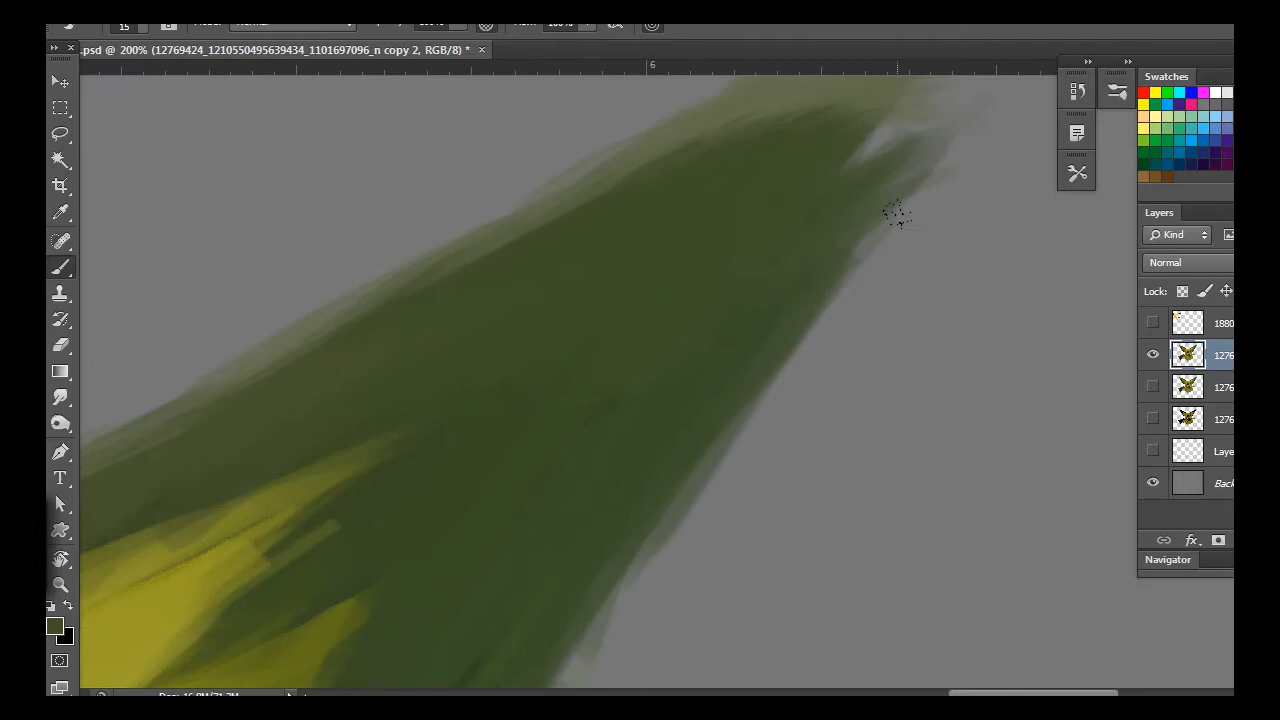 15
.psd @ 200% (12769424_1210550495639434_1101697096_n copy 2, RGB/8) *
6
Swatches
Layers
Kind
Normal
Lock:
1880
1276
1276
1276
Laye
Back
Navigator